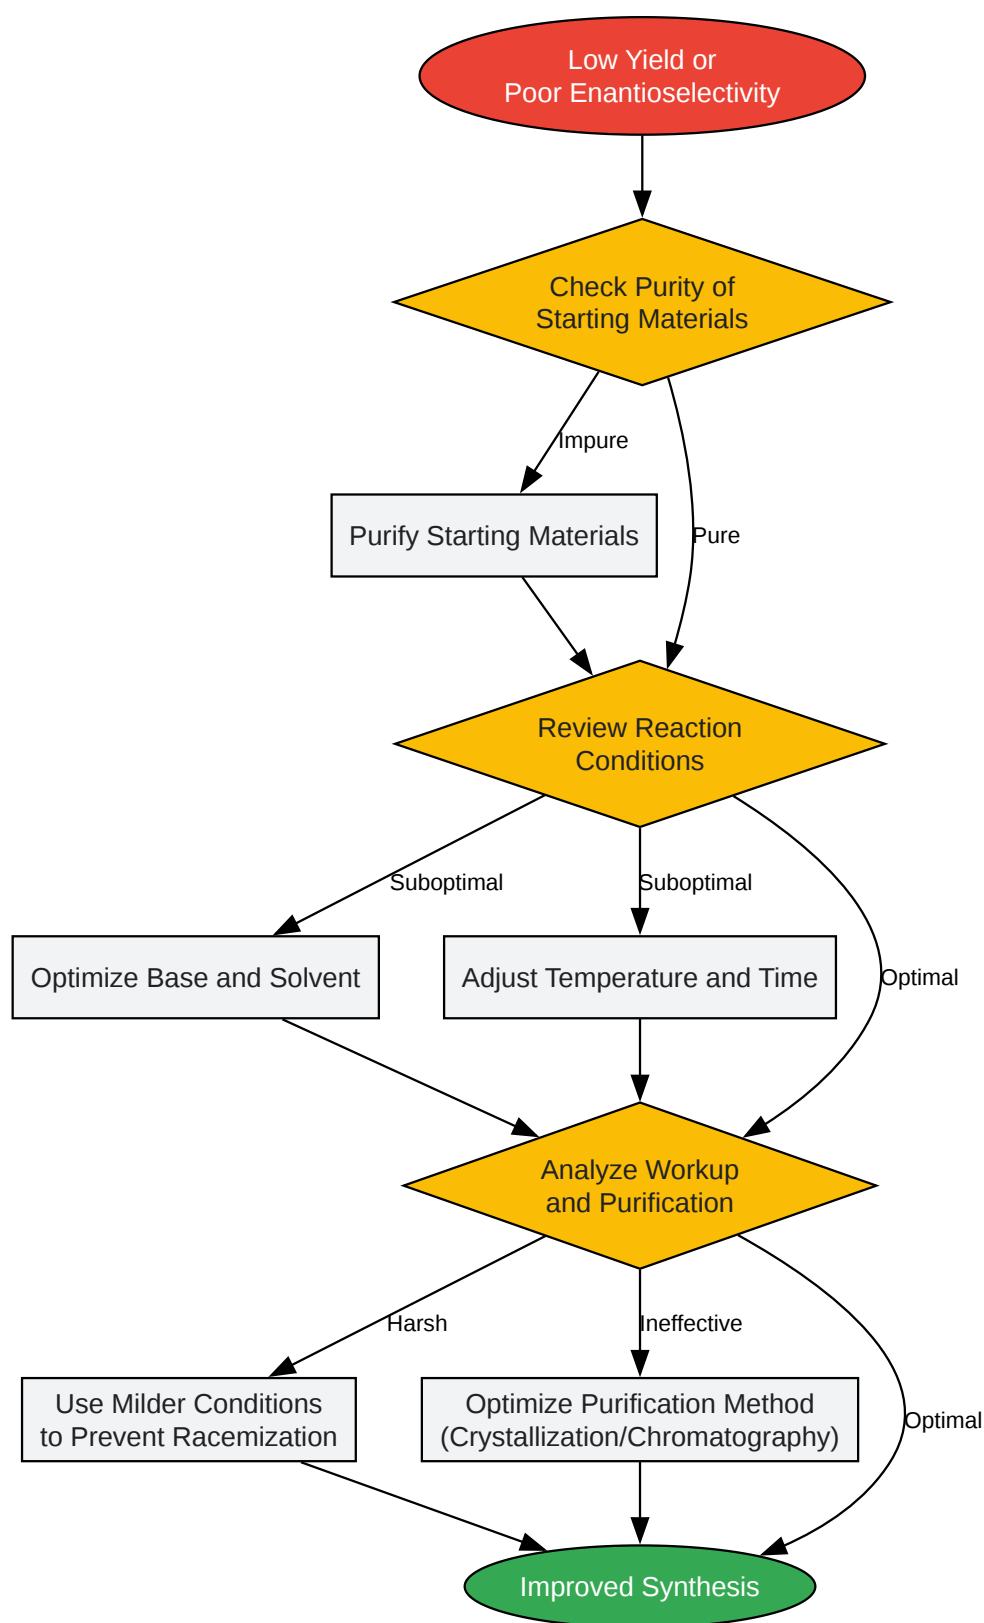 Low Yield or
Poor Enantioselectivity
Check Purity of
Starting Materials
Impure
Purify Starting Materials
Pure
Review Reaction
Conditions
Suboptimal
Suboptimal
Optimize Base and Solvent
Adjust Temperature and Time
Optimal
Analyze Workup
and Purification
Harsh
Ineffective
Use Milder Conditions
to Prevent Racemization
Optimize Purification Method
(Crystallization/Chromatography)
Optimal
Improved Synthesis